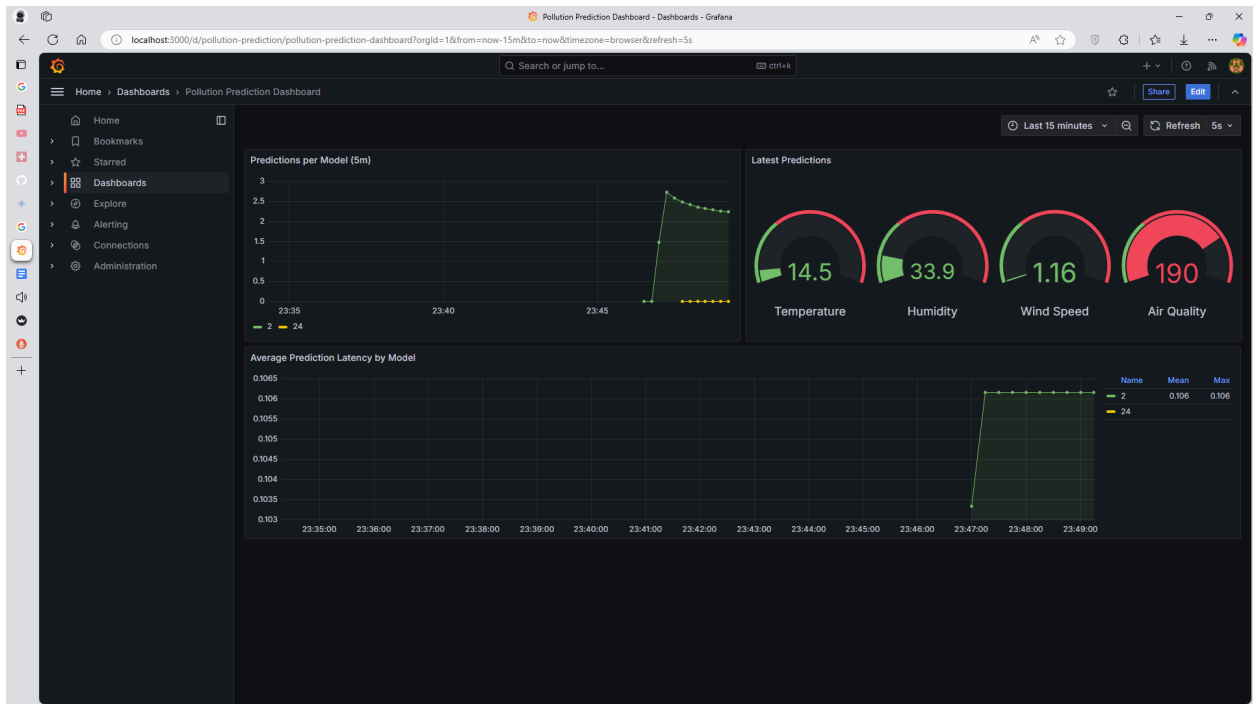 Pollution Prediction Dashboard - Dashboards - Grafana
localhost:3000/d/pollution-prediction/pollution-prediction-dashboard?orgId=1&from=now-15m&to=now&timezone=browser&refresh=5s
Search or jump to...
ctrl+k
Home › Dashboards › Pollution Prediction Dashboard
Share
Edit
Home
Bookmarks
Starred
Dashboards
Explore
Alerting
Connections
Administration
Last 15 minutes
Refresh
5s
Predictions per Model (5m)
3
2.5
2
1.5
1
0.5
0
23:35 23:40 23:45
2 24
Latest Predictions
14.5 33.9 1.16 190
Temperature Humidity Wind Speed Air Quality
Average Prediction Latency by Model
0.1065
0.106
0.1055
0.105
0.1045
0.104
0.1035
0.103
23:35:00 23:36:00 23:37:00 23:38:00 23:39:00 23:40:00 23:41:00 23:42:00 23:43:00 23:44:00 23:45:00 23:46:00 23:47:00 23:48:00 23:49:00
Name Mean Max
2 0.106 0.106
24